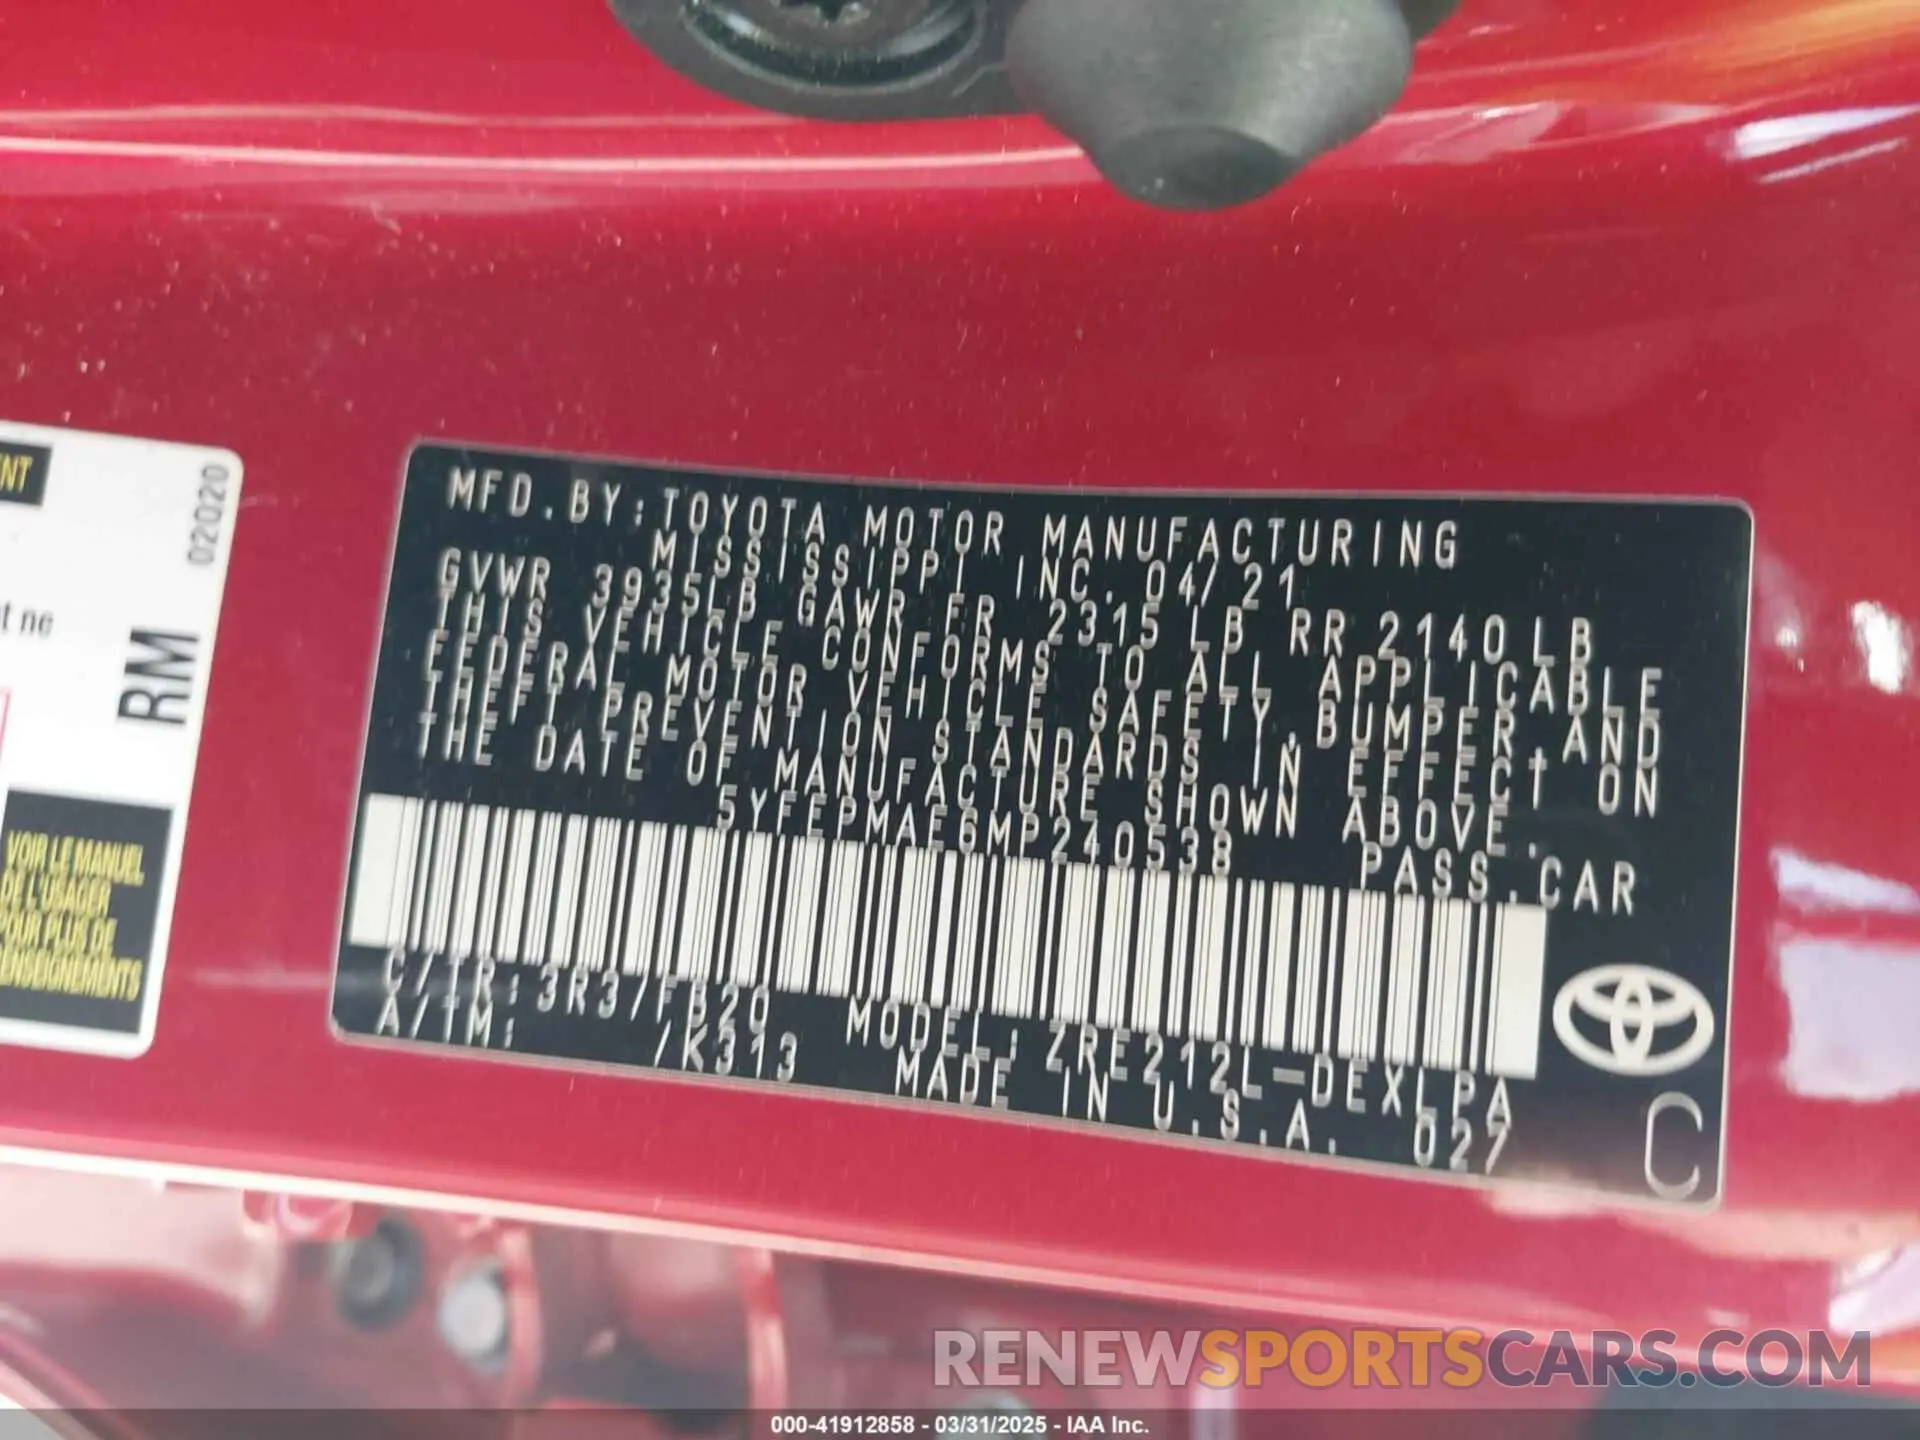 MFD.BY:TOYOTA MOTOR MANUFACTURING
MISSISSIPPI INC.04/21
GVWR 3935LB GAWR FR 2315LB RR 2140LB
THIS VEHICLE CONFORMS TO ALL APPLICABLE
FEDERAL MOTOR VEHICLE SAFETY,BUMPER,AND
THEFT PREVENTION STANDARDS IN EFFECT ON
THE DATE OF MANUFACTURE SHOWN ABOVE.
5YFEPMAE6MP240538 PASS.CAR
C/TR:3R3/FB20 MODEL:ZRE212L-DEXLPA
A/TM: /K313 MADE IN U.S.A. 027
C
NT
02020
t ne
RM
VOIR LE MANUEL
DE L'USAGER
POUR PLUS DE
RENSEIGNEMENTS
RENEWSPORTSCARS.COM
000-41912858 - 03/31/2025 - IAA Inc.